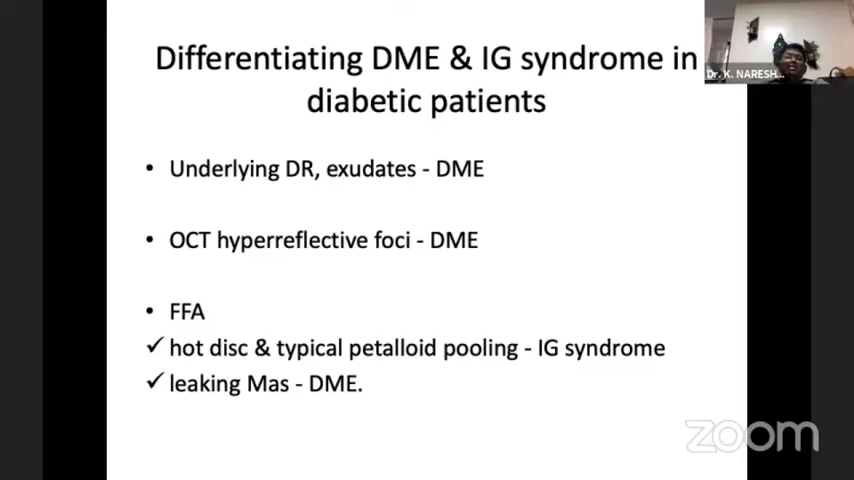 Differentiating DME & IG syndrome in
diabetic patients
Dr. K. NARESH...
• Underlying DR, exudates - DME
• OCT hyperreflective foci - DME
• FFA
✓ hot disc & typical petalloid pooling - IG syndrome
✓ leaking Mas - DME.
zoom